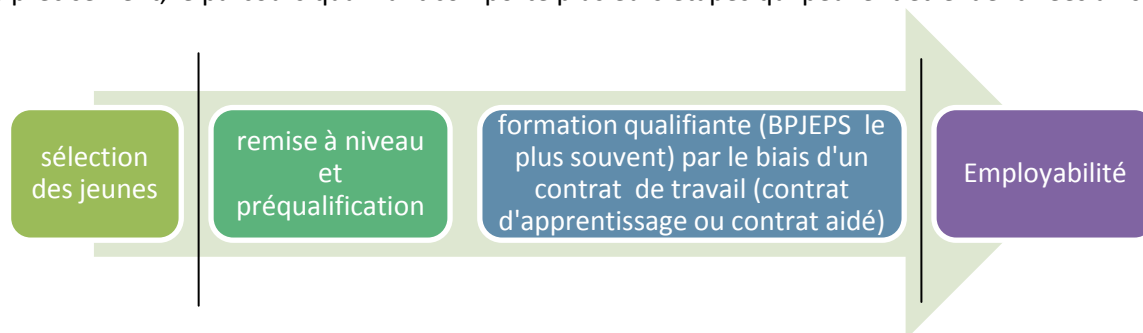 sélection
des jeunes
remise à niveau
et
préqualification
formation qualifiante (BPJEPS le
plus souvent) par le biais d'un
contrat de travail (contrat
d'apprentissage ou contrat aidé)
Employabilité